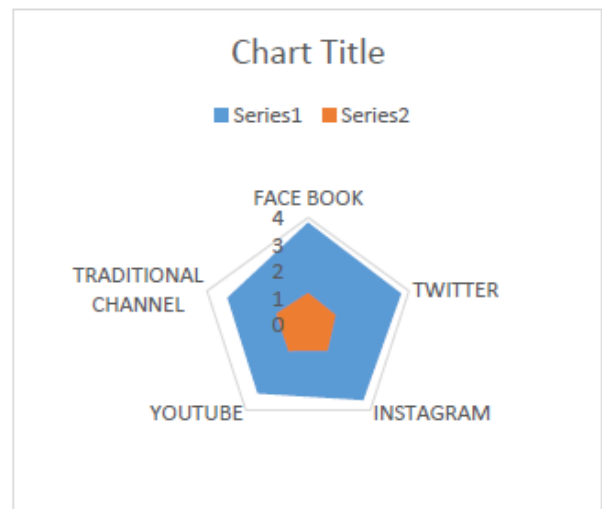 Chart Title
Series1 Series2
FACE BOOK
4
3
2
1
0
TRADITIONAL
CHANNEL
TWITTER
YOUTUBE
INSTAGRAM